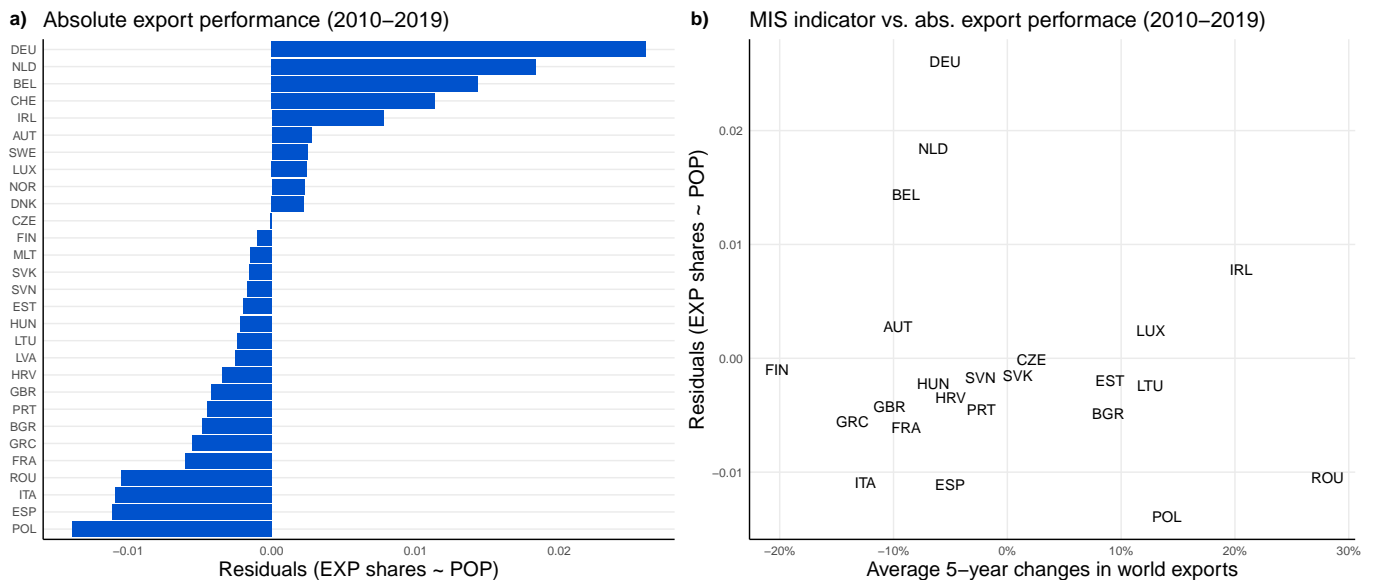 a) Absolute export performance (2010–2019)
DEU
NLD
BEL
CHE
IRL
AUT
SWE
LUX
NOR
DNK
CZE
FIN
MLT
SVK
SVN
EST
HUN
LTU
LVA
HRV
GBR
PRT
BGR
GRC
FRA
ROU
ITA
ESP
POL
−0.01 0.00 0.01 0.02
Residuals (EXP shares ~ POP)
b) MIS indicator vs. abs. export performace (2010–2019)
Residuals (EXP shares ~ POP)
0.02
0.01
0.00
−0.01
DEU
NLD
BEL
IRL
AUT
LUX
CZE
FIN
SVN
SVK
HUN
EST
LTU
HRV
GBR
PRT
BGR
GRC
FRA
ROU
ITA
ESP
POL
−20% −10% 0% 10% 20% 30%
Average 5−year changes in world exports